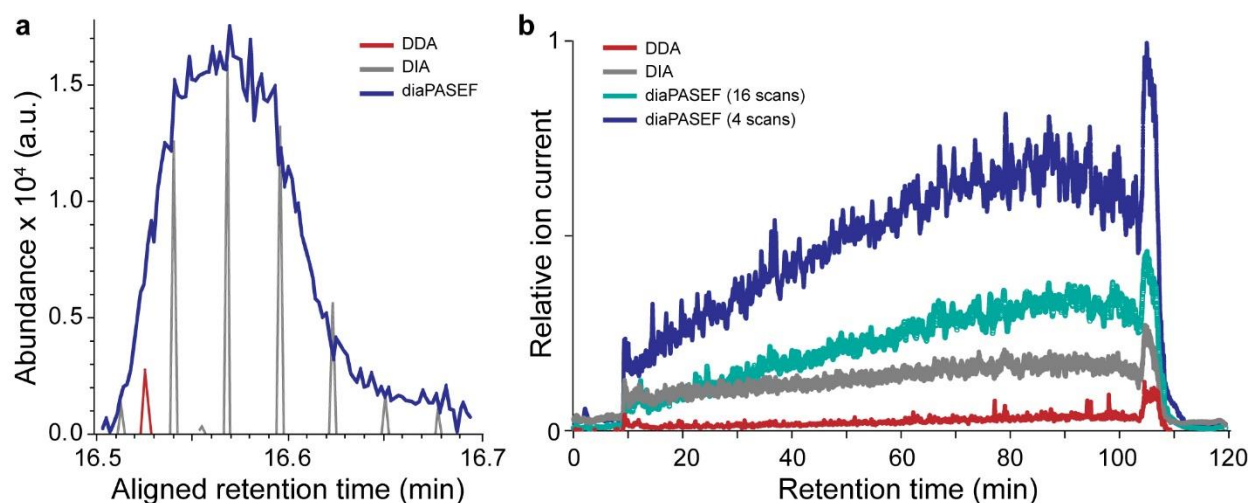 a
DDA
DIA
diaPASEF
Abundance x 10⁴ (a.u.)
1.5
1.0
0.5
0.0
16.5 16.6 16.7
Aligned retention time (min)
b
DDA
DIA
diaPASEF (16 scans)
diaPASEF (4 scans)
Relative ion current
1
0
0 20 40 60 80 100 120
Retention time (min)